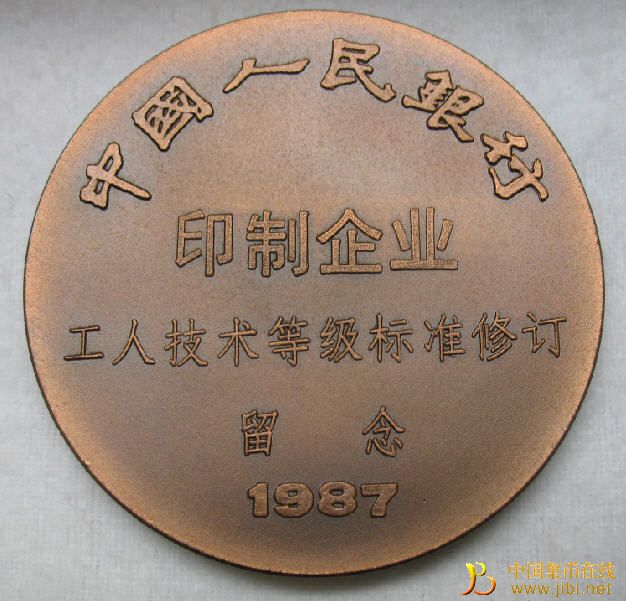 中國人民銀行
印制企业
工人技术等级标准修订
留念
1987
中国集币在线
www.jibi.net